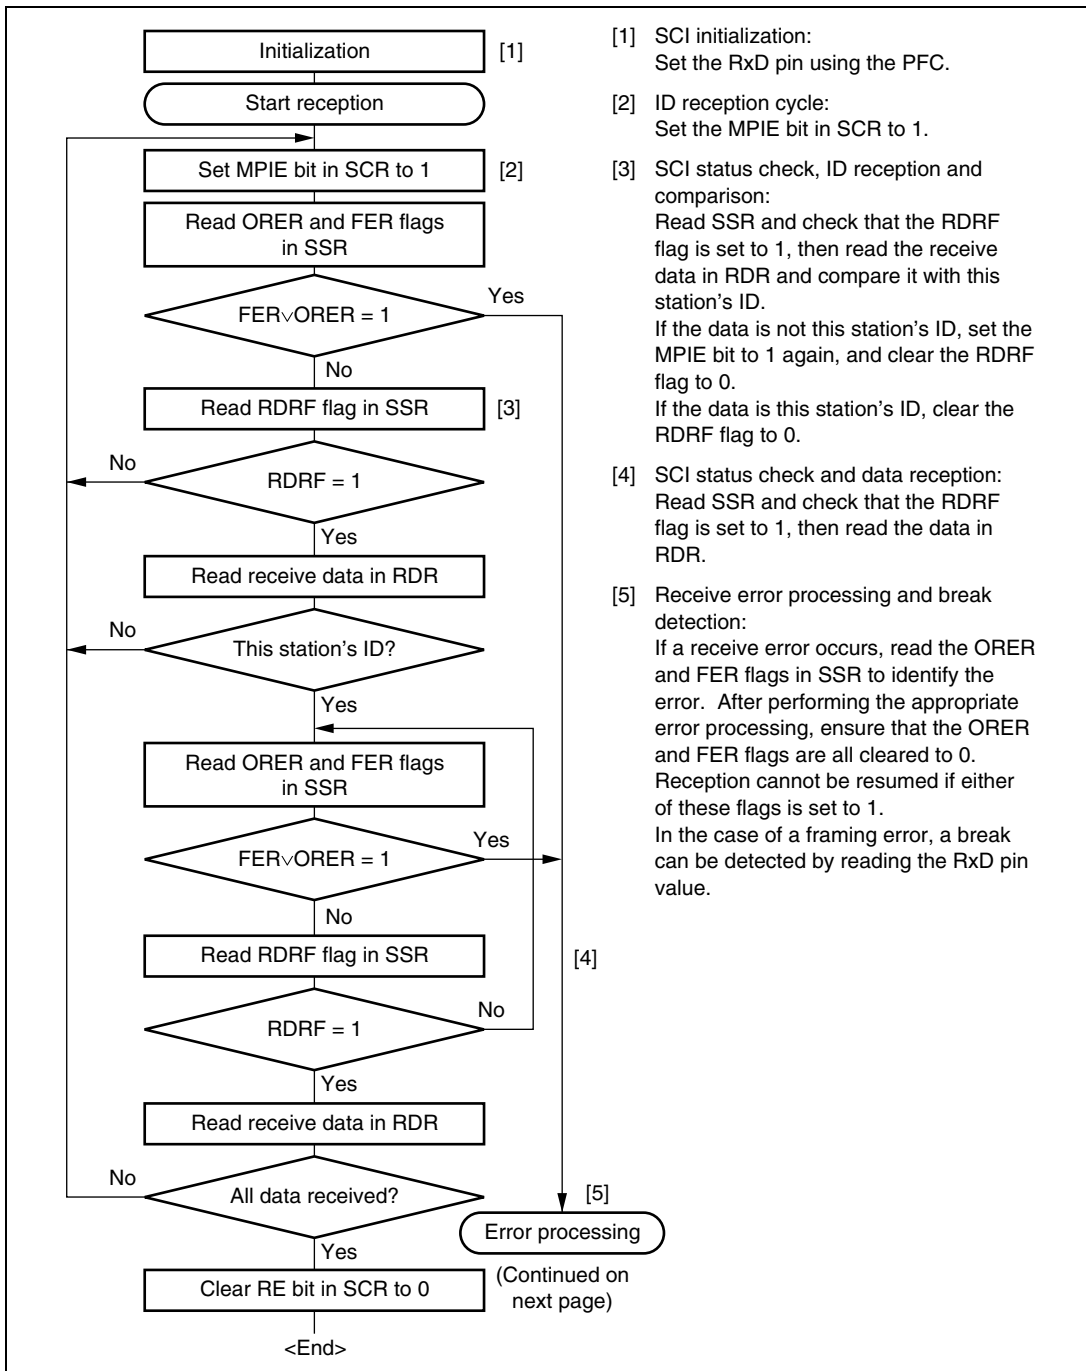 Initialization
[1]
Start reception
Set MPIE bit in SCR to 1
[2]
Read ORER and FER flags
in SSR
FER∨ORER = 1
Yes
No
Read RDRF flag in SSR
[3]
RDRF = 1
No
Yes
Read receive data in RDR
This station's ID?
No
Yes
Read ORER and FER flags
in SSR
FER∨ORER = 1
Yes
No
Read RDRF flag in SSR
[4]
RDRF = 1
No
Yes
Read receive data in RDR
All data received?
No
Yes
[5]
Error processing
(Continued on
next page)
Clear RE bit in SCR to 0
<End>
[1] SCI initialization:
Set the RxD pin using the PFC.
[2] ID reception cycle:
Set the MPIE bit in SCR to 1.
[3] SCI status check, ID reception and
comparison:
Read SSR and check that the RDRF
flag is set to 1, then read the receive
data in RDR and compare it with this
station's ID.
If the data is not this station's ID, set the
MPIE bit to 1 again, and clear the RDRF
flag to 0.
If the data is this station's ID, clear the
RDRF flag to 0.
[4] SCI status check and data reception:
Read SSR and check that the RDRF
flag is set to 1, then read the data in
RDR.
[5] Receive error processing and break
detection:
If a receive error occurs, read the ORER
and FER flags in SSR to identify the
error. After performing the appropriate
error processing, ensure that the ORER
and FER flags are all cleared to 0.
Reception cannot be resumed if either
of these flags is set to 1.
In the case of a framing error, a break
can be detected by reading the RxD pin
value.